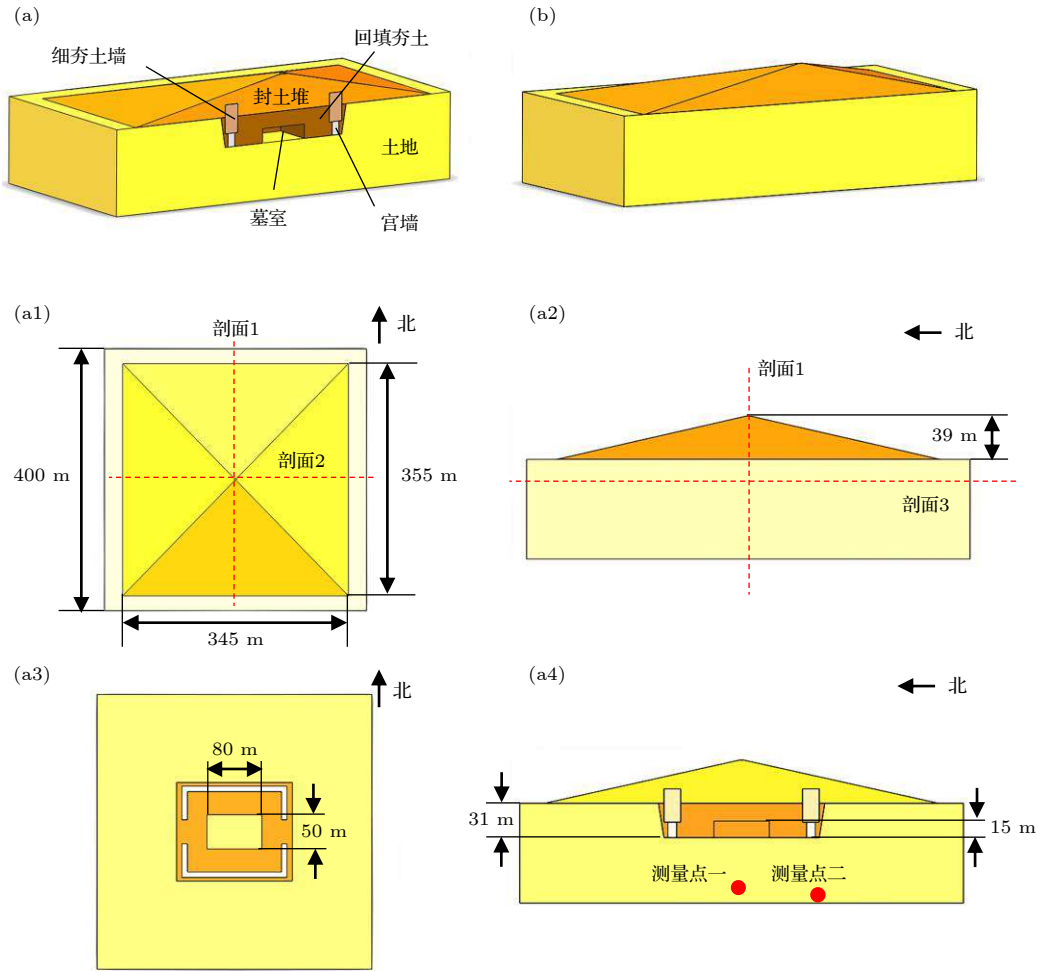 (a)
(b)
细夯土墙
回填夯土
封土堆
土地
墓室
宫墙
(a1)
北
剖面1
剖面2
400 m
355 m
345 m
(a2)
北
剖面1
39 m
剖面3
(a3)
北
80 m
50 m
(a4)
北
31 m
15 m
测量点一
测量点二